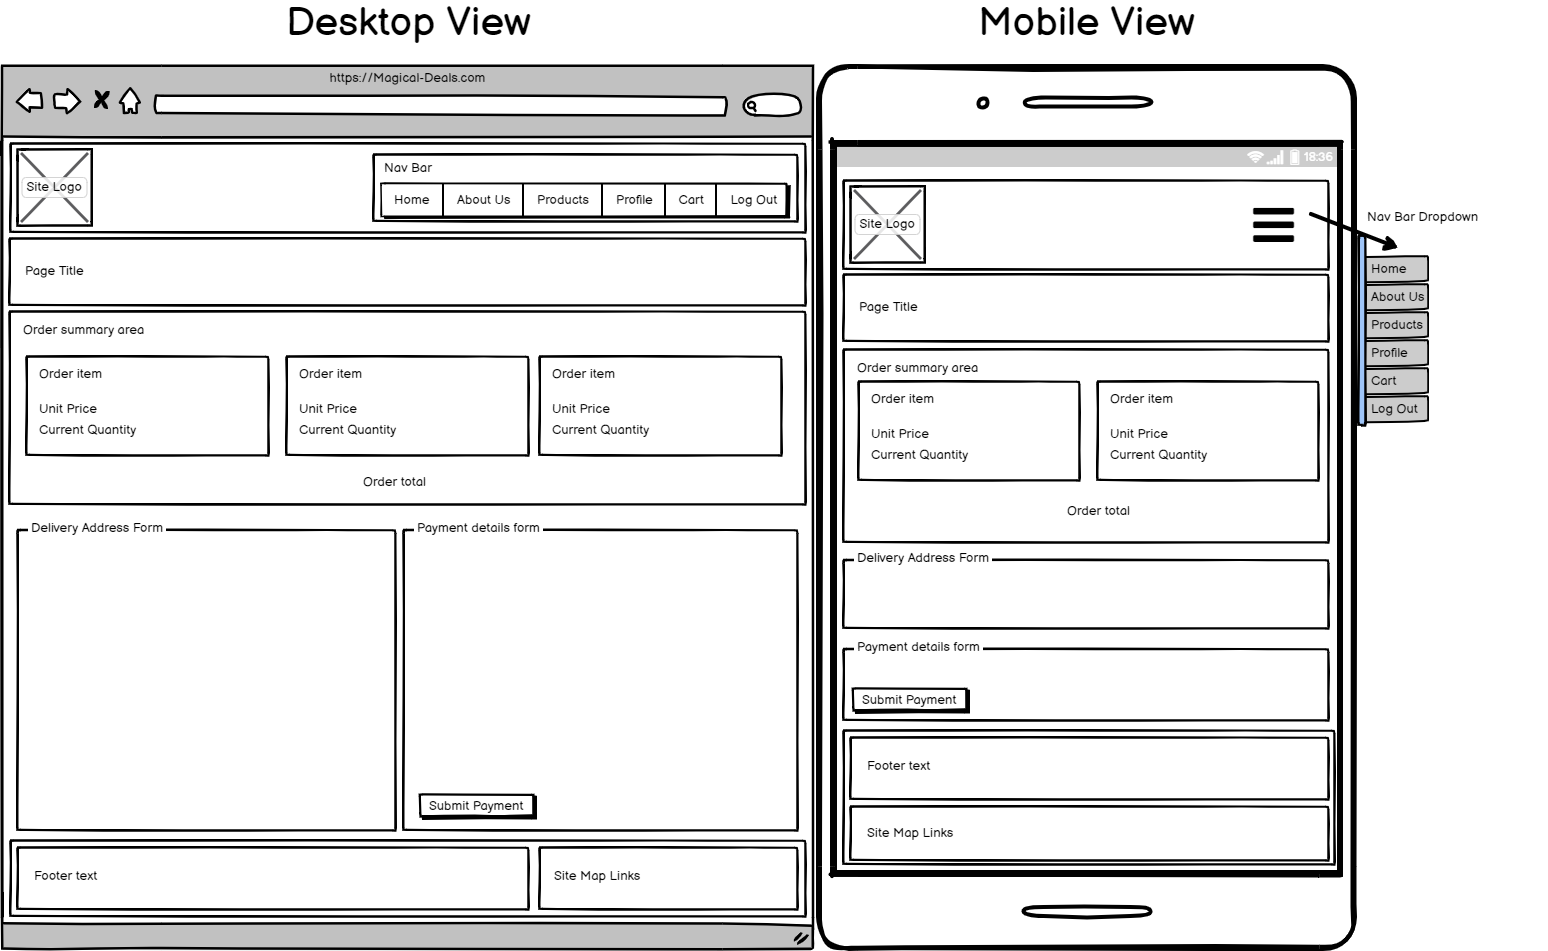 Desktop View
https://Magical-Deals.com
Site Logo
Nav Bar
Home About Us Products Profile Cart Log Out
Page Title
Order summary area
Order item Order item Order item
Unit Price Unit Price Unit Price
Current Quantity Current Quantity Current Quantity
Order total
Delivery Address Form Payment details form
Submit Payment
Footer text Site Map Links
Mobile View
18:36
Site Logo
Nav Bar Dropdown
Home
About Us
Products
Profile
Cart
Log Out
Page Title
Order summary area
Order item Order item
Unit Price Unit Price
Current Quantity Current Quantity
Order total
Delivery Address Form
Payment details form
Submit Payment
Footer text
Site Map Links